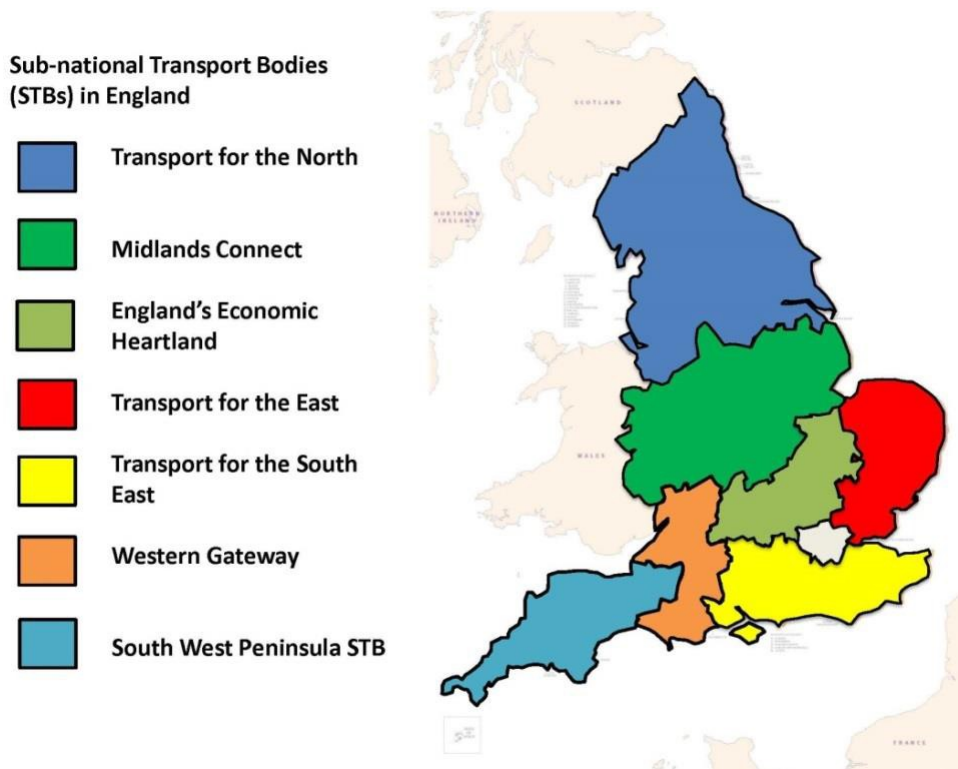 Sub-national Transport Bodies
(STBs) in England
Transport for the North
Midlands Connect
England’s Economic
Heartland
Transport for the East
Transport for the South
East
Western Gateway
South West Peninsula STB
SCOTLAND
NORTHERN
IRELAND
WALES
FRANCE